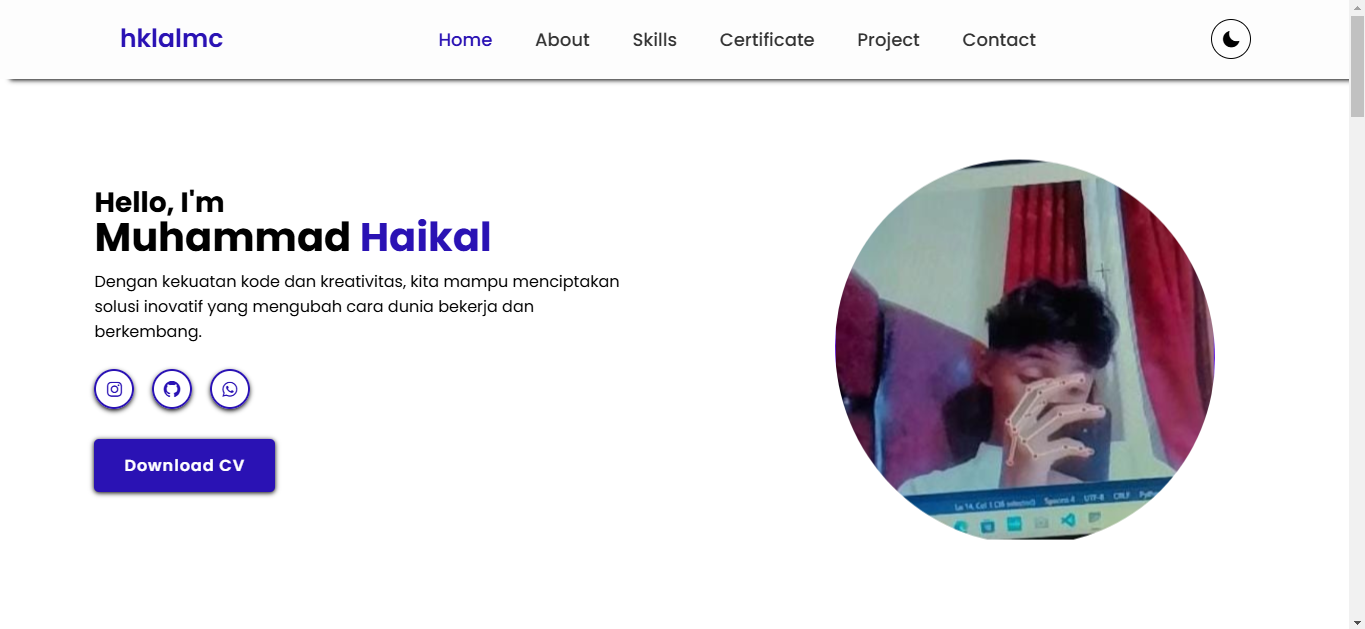 hklalmc
Home About Skills Certificate Project Contact
Hello, I'm
Muhammad Haikal
Dengan kekuatan kode dan kreativitas, kita mampu menciptakan
solusi inovatif yang mengubah cara dunia bekerja dan
berkembang.
Download CV
Ln 14, Col 1 (38 selected) Spaces: 4 UTF-8 CRLF